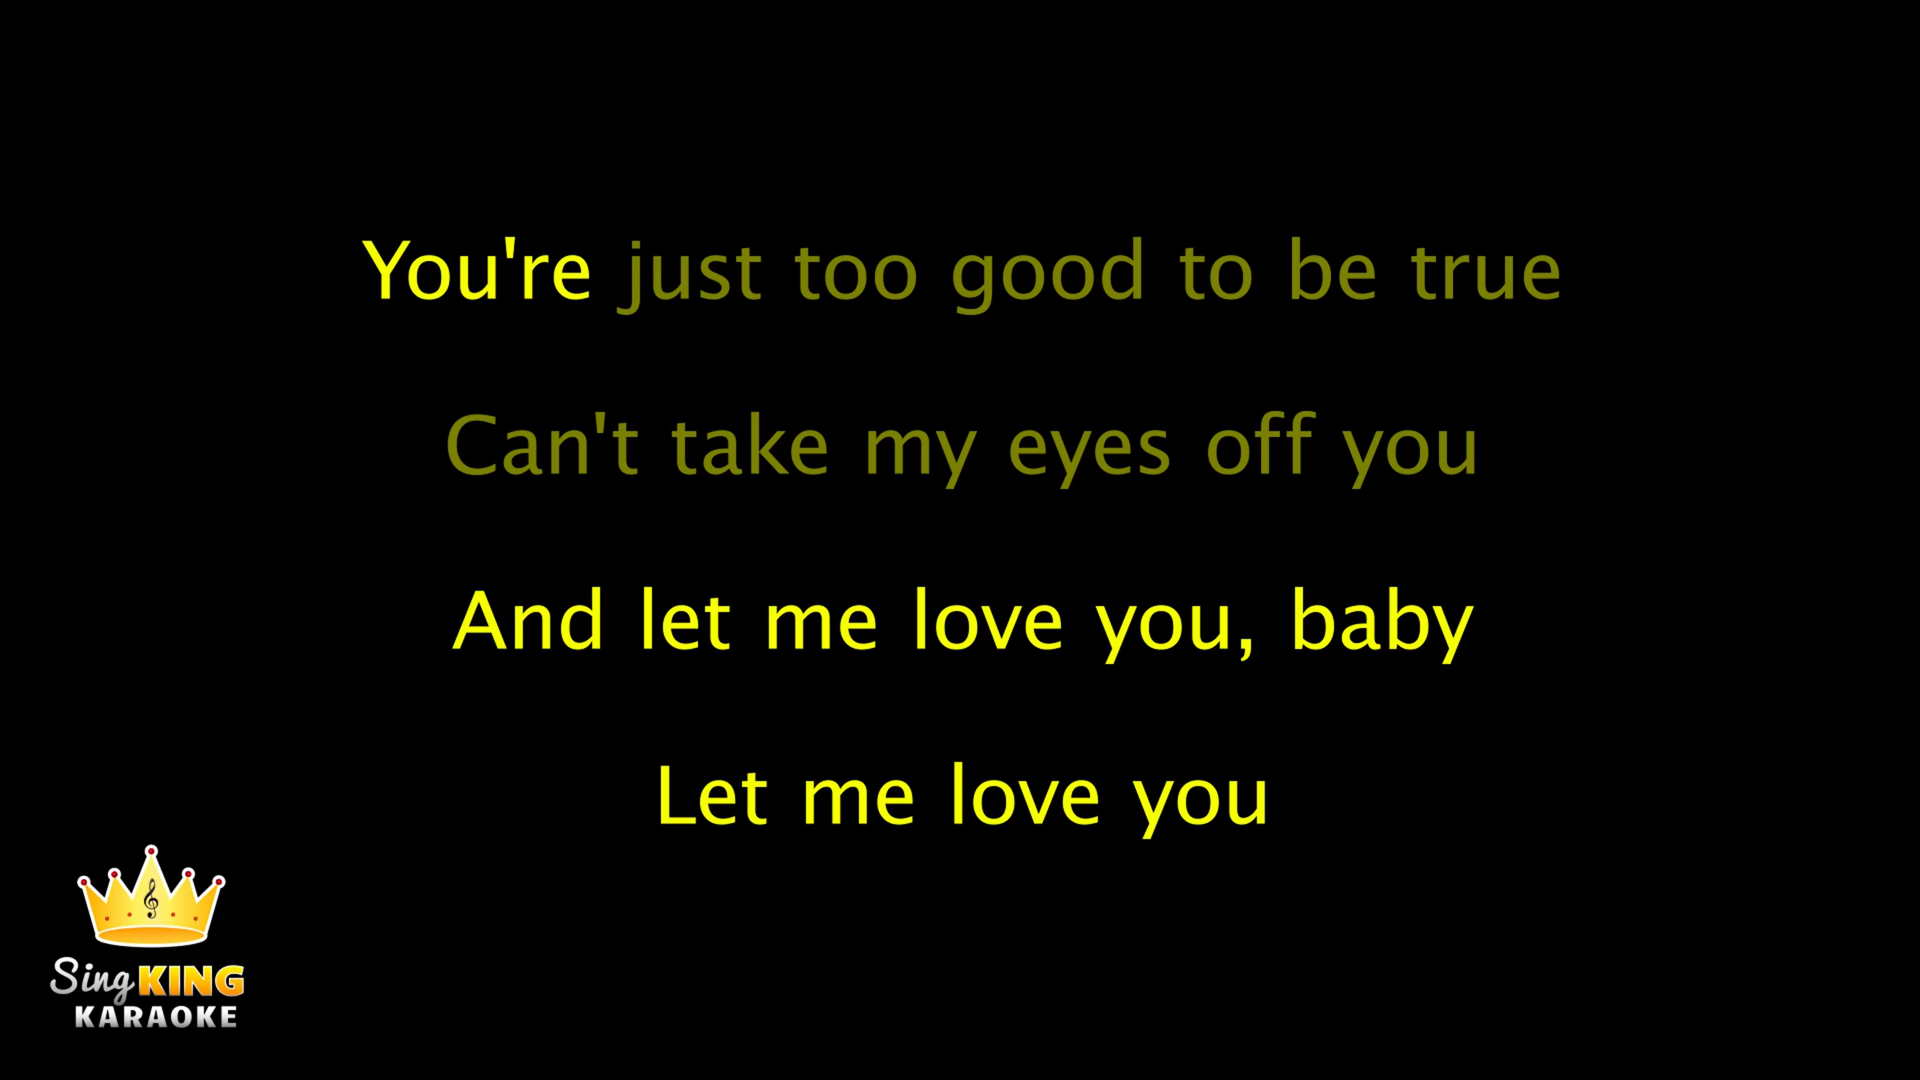 You're just too good to be true
Can't take my eyes off you
And let me love you, baby
Let me love you
Sing KING
KARAOKE